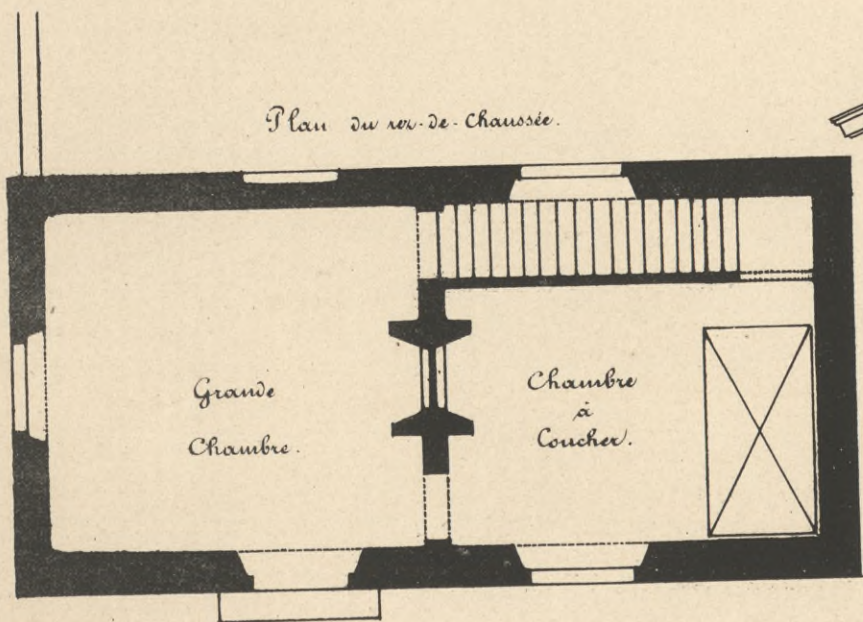 Plan du rez-de-Chaussée.
Grande
Chambre.
Chambre
à
Coucher.